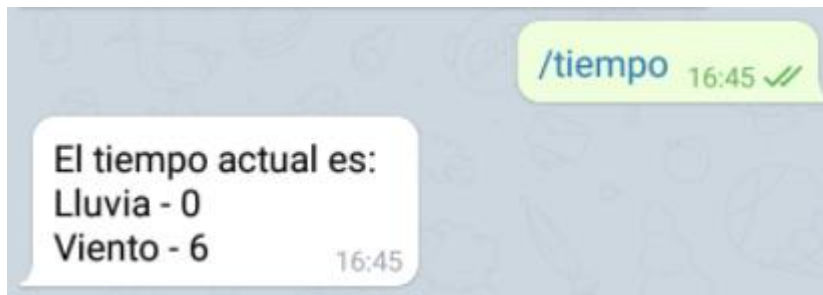 /tiempo 16:45
El tiempo actual es:
Lluvia - 0
Viento - 6
16:45